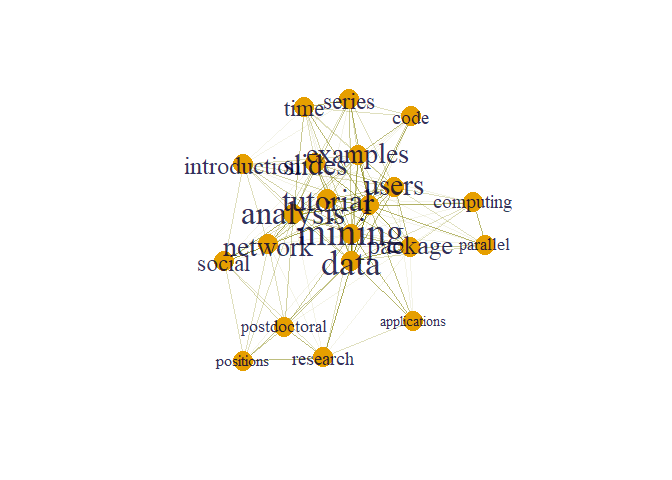 time
series
code
examples
introduction
slides
users
tutorial
r
computing
analysis
mining
network
package
parallel
social
data
postdoctoral
applications
positions
research